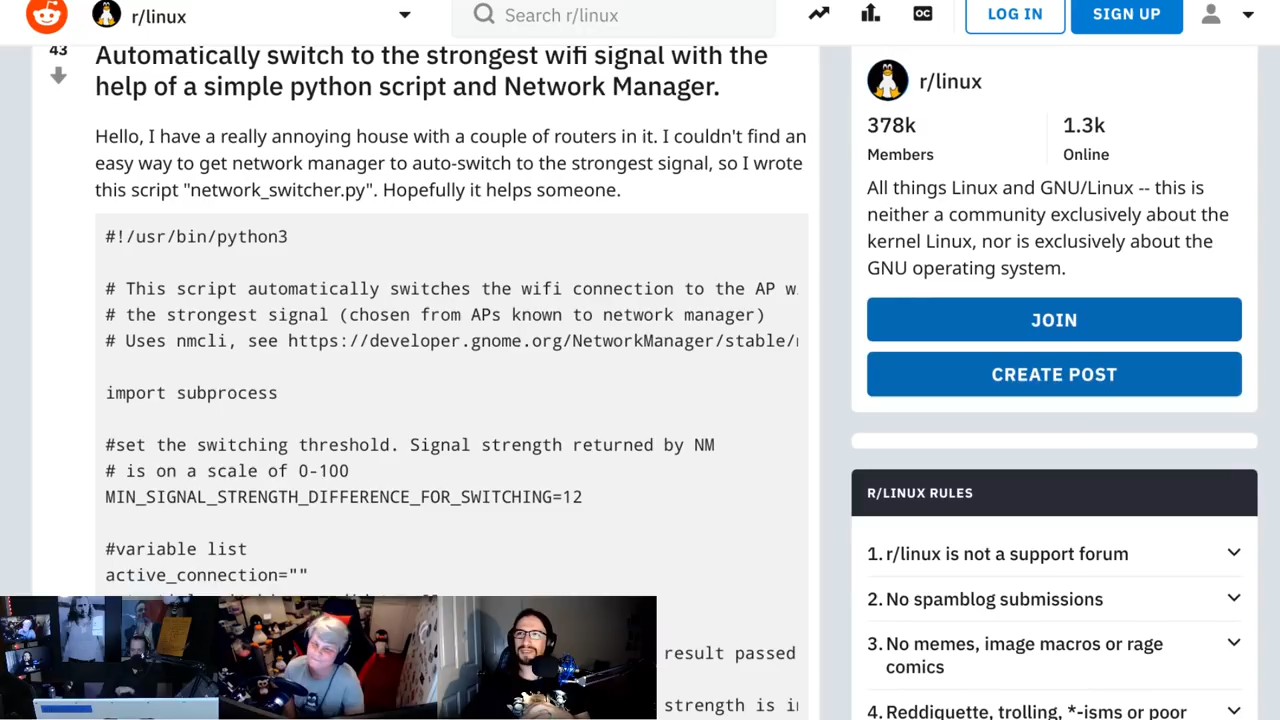 r/linux
Search r/linux
LOG IN
SIGN UP
43
Automatically switch to the strongest wifi signal with the
help of a simple python script and Network Manager.
Hello, I have a really annoying house with a couple of routers in it. I couldn't find an
easy way to get network manager to auto-switch to the strongest signal, so I wrote
this script "network_switcher.py". Hopefully it helps someone.
#!/usr/bin/python3
# This script automatically switches the wifi connection to the AP w
# the strongest signal (chosen from APs known to network manager)
# Uses nmcli, see https://developer.gnome.org/NetworkManager/stable/
import subprocess
#set the switching threshold. Signal strength returned by NM
# is on a scale of 0-100
MIN_SIGNAL_STRENGTH_DIFFERENCE_FOR_SWITCHING=12
#variable list
active_connection=""
result passed
strength is i
r/linux
378k
1.3k
Members
Online
All things Linux and GNU/Linux -- this is
neither a community exclusively about the
kernel Linux, nor is exclusively about the
GNU operating system.
JOIN
CREATE POST
R/LINUX RULES
1. r/linux is not a support forum
2. No spamblog submissions
3. No memes, image macros or rage
comics
4. Reddiquette, trolling, *-isms or poor